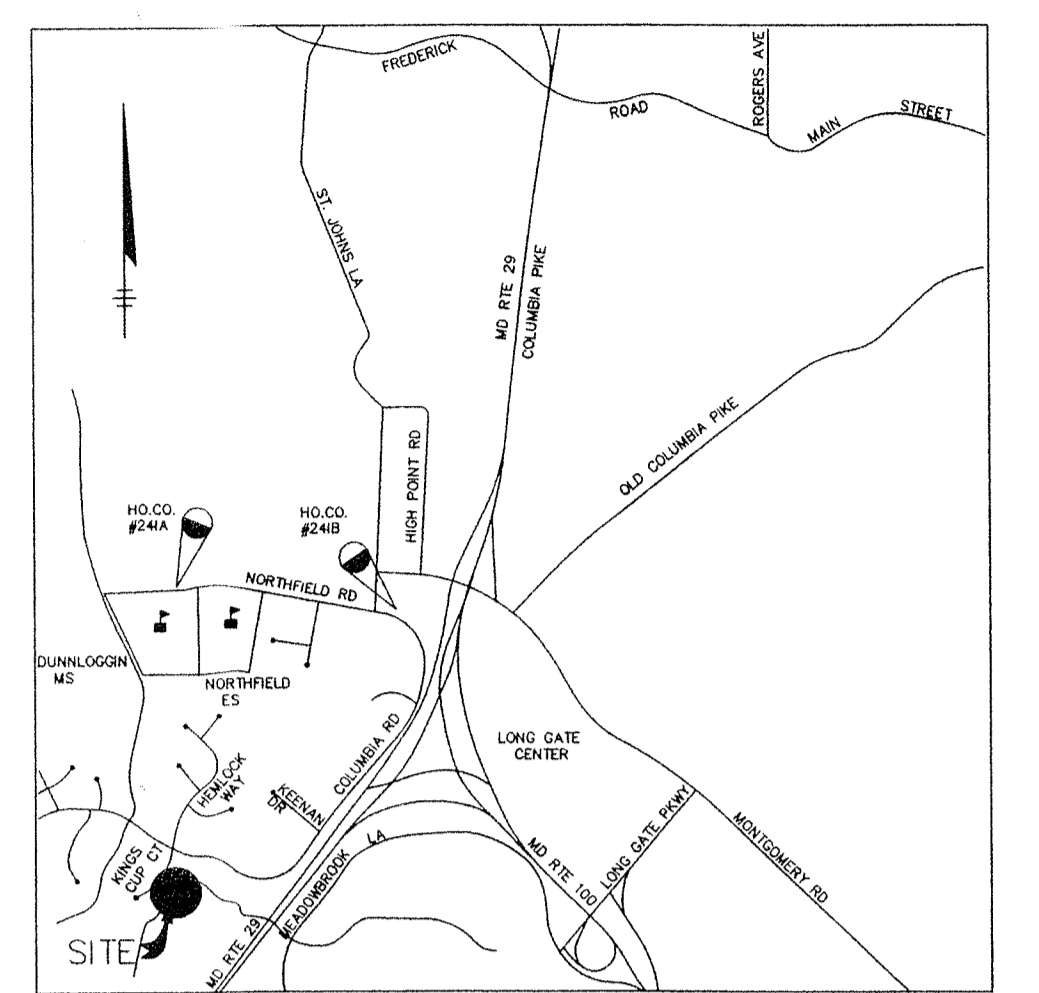 FREDERICK
ROAD
ROGERS AVE
MAIN
STREET
ST. JOHNS LA
MD RTE 29
COLUMBIA PIKE
OLD COLUMBIA PIKE
HIGH POINT RD
HO.CO.
#241A
HO.CO.
#241B
NORTHFIELD RD
DUNNLOGGIN
MS
NORTHFIELD
ES
COLUMBIA RD
LONG GATE
CENTER
HEMLOCK
WAY
KEENAN
DR
MONTGOMERY RD
LONG GATE PKWY
MD RTE 100
MEADOWBROOK LA
KINGS
CUP CT
SITE
MD RTE 29